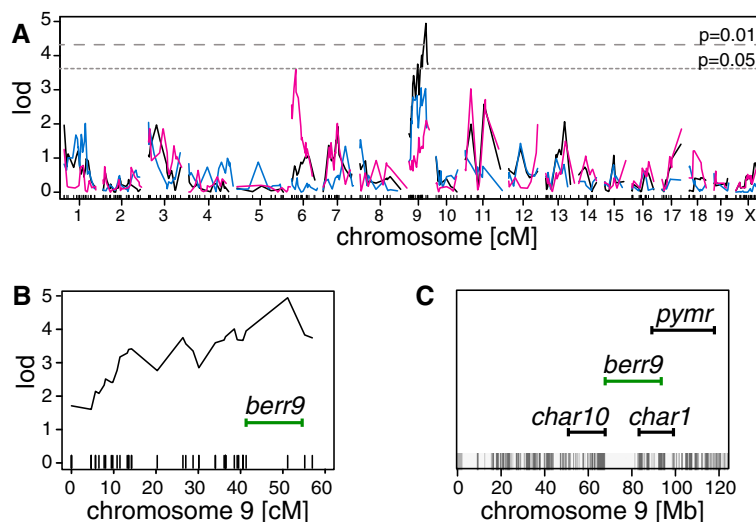 A
lod
5
4
3
2
1
0
p=0.01
p=0.05
1 2 3 4 5 6 7 8 9 10 11 12 13 14 15 16 17 18 19 X
chromosome [cM]
B
lod
5
4
3
2
1
0
berr9
0 10 20 30 40 50 60
chromosome 9 [cM]
C
pymr
berr9
char10 char1
0 20 40 60 80 100 120
chromosome 9 [Mb]